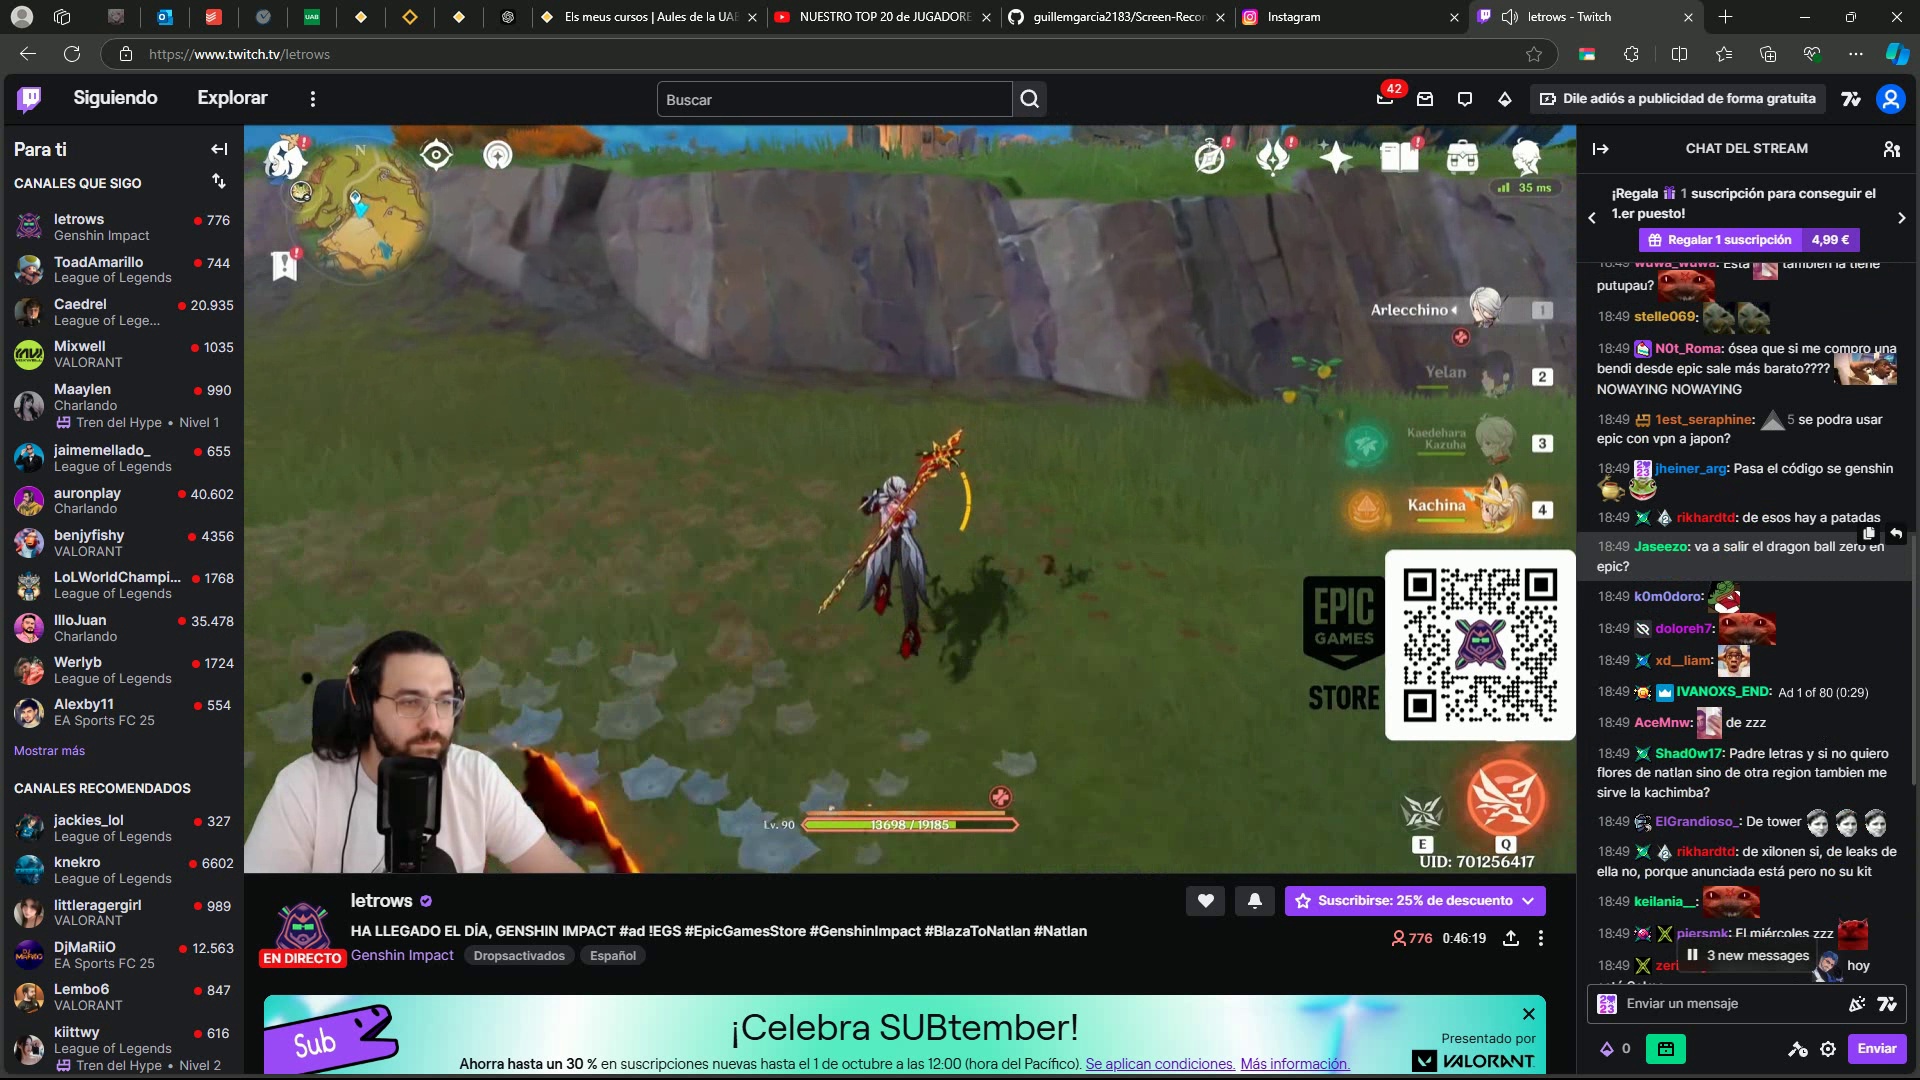 Els meus cursos | Aules de la UAB
NUESTRO TOP 20 de JUGADORE
guillemgarcia2183/Screen-Recor
Instagram
letrows - Twitch
https://www.twitch.tv/letrows
Siguiendo
Explorar
Buscar
42
Dile adiós a publicidad de forma gratuita
Para ti
CANALES QUE SIGO
letrows 776
Genshin Impact
ToadAmarillo 744
League of Legends
Caedrel 20.935
League of Lege...
Mixwell 1035
VALORANT
Maaylen 990
Charlando
Tren del Hype • Nivel 1
jaimemellado_ 655
League of Legends
auronplay 40.602
Charlando
benjyfishy 4356
VALORANT
LoLWorldChampi... 1768
League of Legends
IlloJuan 35.478
Charlando
Werlyb 1724
League of Legends
Alexby11 554
EA Sports FC 25
Mostrar más
CANALES RECOMENDADOS
jackies_lol 327
League of Legends
knekro 6602
League of Legends
littleragergirl 989
VALORANT
DjMaRiiO 12.563
EA Sports FC 25
Lembo6 847
VALORANT
kiittwy 616
League of Legends
Tren del Hype • Nivel 2
N
35 ms
Arlecchino 1
Yelan 2
Kaedehara
Kazuha 3
Kachina 4
EPIC
GAMES
STORE
Lv. 90 13698 / 19185
E Q
UID: 701256417
letrows
HA LLEGADO EL DÍA, GENSHIN IMPACT #ad !EGS #EpicGamesStore #GenshinImpact #BlazaToNatlan #Natlan
EN DIRECTO
Genshin Impact Dropsactivados Español
Suscribirse: 25% de descuento
776 0:46:19
Sub
¡Celebra SUBtember!
Ahorra hasta un 30 % en suscripciones nuevas hasta el 1 de octubre a las 12:00 (hora del Pacífico). Se aplican condiciones. Más información.
Presentado por
VALORANT
CHAT DEL STREAM
¡Regala 1 suscripción para conseguir el
1.er puesto!
Regalar 1 suscripción 4,99 €
18:49 wuwa_wuwa: Esta también la tiene
putupau?
18:49 stelle069:
18:49 N0t_Roma: ósea que si me compro una
bendi desde epic sale más barato????
NOWAYING NOWAYING
18:49 1est_seraphine: 5 se podra usar
epic con vpn a japon?
18:49 jheiner_arg: Pasa el código se genshin
18:49 rikhardtd: de esos hay a patadas
18:49 Jaseezo: va a salir el dragon ball zero en
epic?
18:49 k0m0doro:
18:49 doloreh7:
18:49 xd__liam:
18:49 IVANOXS_END: Ad 1 of 80 (0:29)
18:49 AceMnw: de zzz
18:49 Shad0w17: Padre letras y si no quiero
flores de natlan sino de otra region tambien me
sirve la kachimba?
18:49 ElGrandioso_: De tower
18:49 rikhardtd: de xilonen si, de leaks de
ella no, porque anunciada está pero no su kit
18:49 keilania__:
18:49 piersmk: El miércoles zzz
3 new messages
18:49 hoy
Enviar un mensaje
0
Enviar